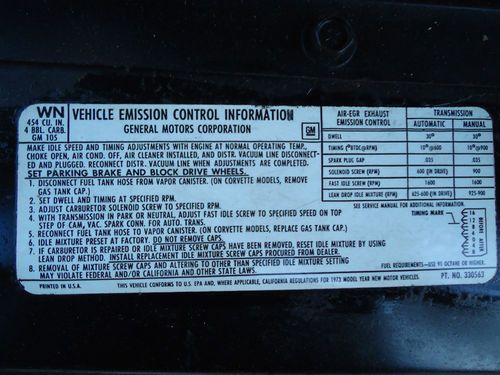 WN
454 CU. IN.
4 BBL. CARB.
GM 105
VEHICLE EMISSION CONTROL INFORMATION
GENERAL MOTORS CORPORATION
GM
MAKE IDLE SPEED AND TIMING ADJUSTMENTS WITH ENGINE AT NORMAL OPERATING TEMP.,
CHOKE OPEN, AIR COND. OFF, AIR CLEANER INSTALLED, AND DISTR. VACUUM LINE DISCONNECT-
ED AND PLUGGED. RECONNECT DISTR. VACUUM LINE WHEN ADJUSTMENTS ARE COMPLETED.
SET PARKING BRAKE AND BLOCK DRIVE WHEELS.
1. DISCONNECT FUEL TANK HOSE FROM VAPOR CANISTER. (ON CORVETTE MODELS, REMOVE
GAS TANK CAP.)
2. SET DWELL AND TIMING AT SPECIFIED RPM.
3. ADJUST CARBURETOR SOLENOID SCREW TO SPECIFIED RPM.
4. WITH TRANSMISSION IN PARK OR NEUTRAL, ADJUST FAST IDLE SCREW TO SPECIFIED SPEED ON TOP
STEP OF CAM, VAC. SPARK CONN. FOR AUTO. TRANS.
5. RECONNECT FUEL TANK HOSE TO VAPOR CANISTER. (ON CORVETTE MODELS, REPLACE GAS TANK CAP.)
6. IDLE MIXTURE PRESET AT FACTORY. DO NOT REMOVE CAPS.
7. IF CARBURETOR IS REPAIRED OR IDLE MIXTURE SCREW CAPS HAVE BEEN REMOVED, RESET IDLE MIXTURE BY USING
LEAN DROP METHOD. INSTALL REPLACEMENT IDLE MIXTURE SCREW CAPS PROCURED FROM DEALER.
8. REMOVAL OF MIXTURE SCREW CAPS AND ALTERING TO OTHER THAN SPECIFIED IDLE MIXTURE SETTING
MAY VIOLATE FEDERAL AND/OR CALIFORNIA AND OTHER STATE LAWS.
AIR-EGR EXHAUST EMISSION CONTROL
TRANSMISSION
AUTOMATIC MANUAL
DWELL 30° 30°
TIMING (°BTDC@RPM) 10°@600 10°@900
SPARK PLUG GAP .035 .035
SOLENOID SCREW (RPM) 600 (IN DRIVE) 900
FAST IDLE SCREW (RPM) 1600 1600
LEAN DROP IDLE MIXTURE (RPM) 625-600 (IN DRIVE) 925-900
SEE SERVICE MANUAL FOR ADDITIONAL INFORMATION.
TIMING MARK
BEFORE
AFTER
FUEL REQUIREMENTS-USE 91 OCTANE OR HIGHER.
PRINTED IN U.S.A.
THIS VEHICLE CONFORMS TO U.S. EPA AND, WHERE APPLICABLE, CALIFORNIA REGULATIONS FOR 1973 MODEL YEAR NEW MOTOR VEHICLES.
PT. NO. 330563